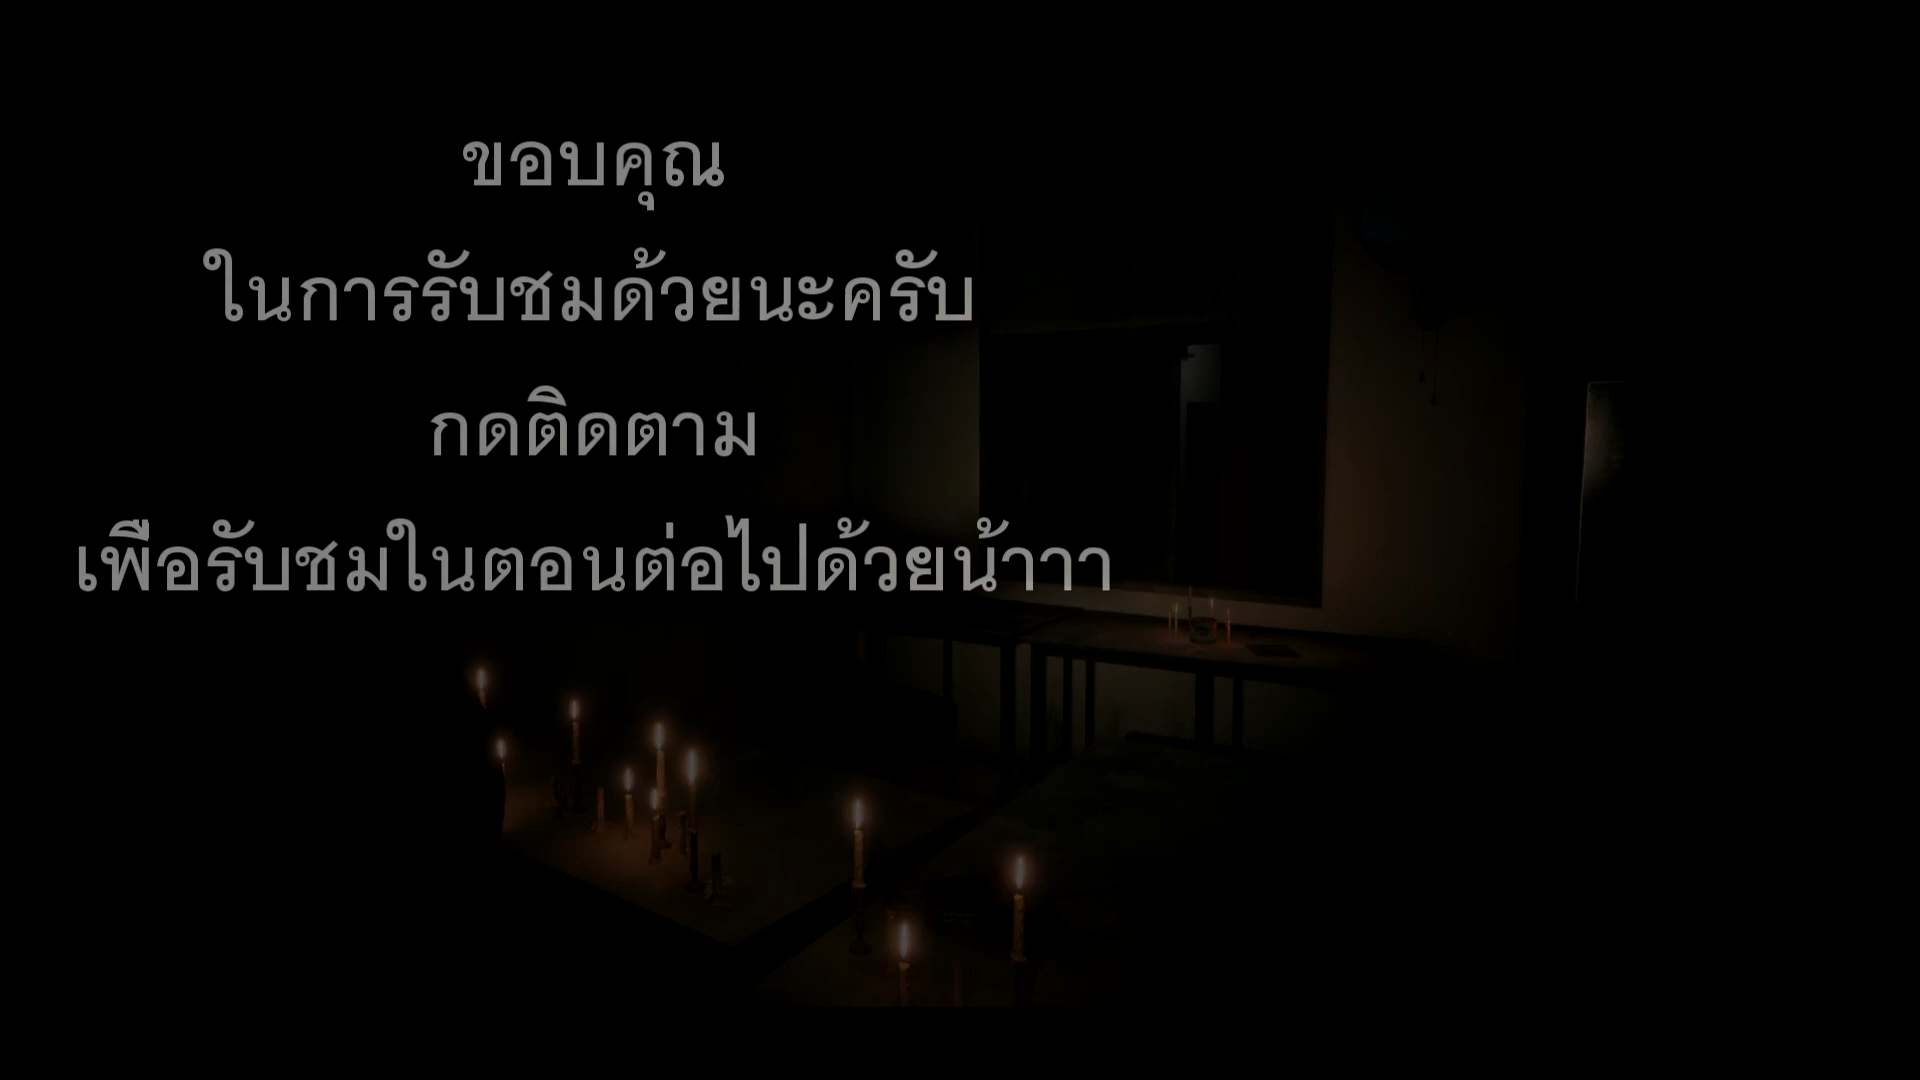 ขอบคุณ
ในการรับชมด้วยนะครับ
กดติดตาม
เพื่อรับชมในตอนต่อไปด้วยน้าาา